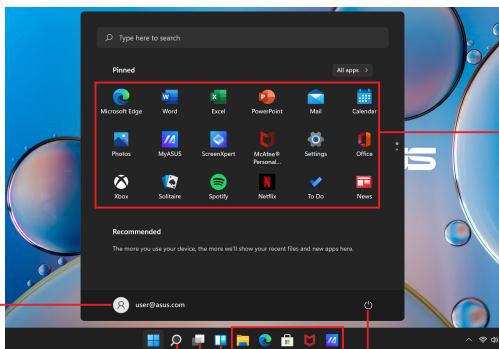 Type here to search
Pinned
All apps >
Microsoft Edge Word Excel PowerPoint Mail Calendar
Photos MyASUS ScreenXpert McAfee® Personal... Settings Office
Xbox Solitaire Spotify Netflix To Do News
Recommended
The more you use your device, the more we'll show your recent files and new apps here.
user@asus.com